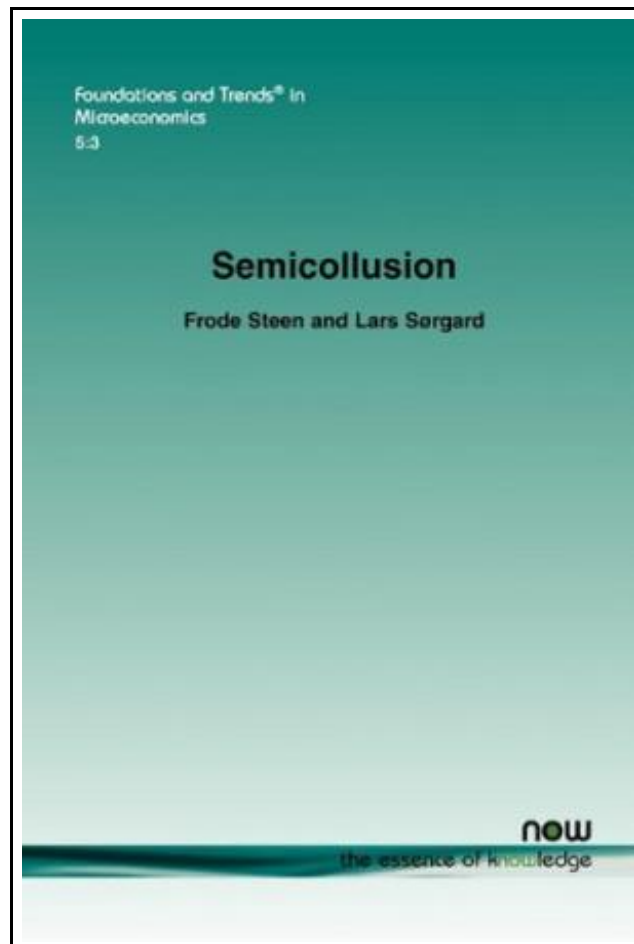 Foundations and Trends® in
Microeconomics
5:3
Semicollusion
Frode Steen and Lars Sørgard
now
the essence of knowledge